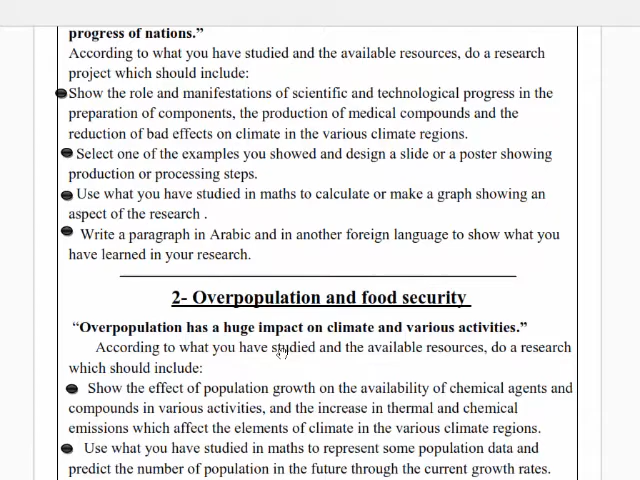 progress of nations.”
According to what you have studied and the available resources, do a research
project which should include:
Show the role and manifestations of scientific and technological progress in the
preparation of components, the production of medical compounds and the
reduction of bad effects on climate in the various climate regions.
Select one of the examples you showed and design a slide or a poster showing
production or processing steps.
Use what you have studied in maths to calculate or make a graph showing an
aspect of the research .
Write a paragraph in Arabic and in another foreign language to show what you
have learned in your research.
2- Overpopulation and food security
“Overpopulation has a huge impact on climate and various activities.”
According to what you have studied and the available resources, do a research
which should include:
Show the effect of population growth on the availability of chemical agents and
compounds in various activities, and the increase in thermal and chemical
emissions which affect the elements of climate in the various climate regions.
Use what you have studied in maths to represent some population data and
predict the number of population in the future through the current growth rates.